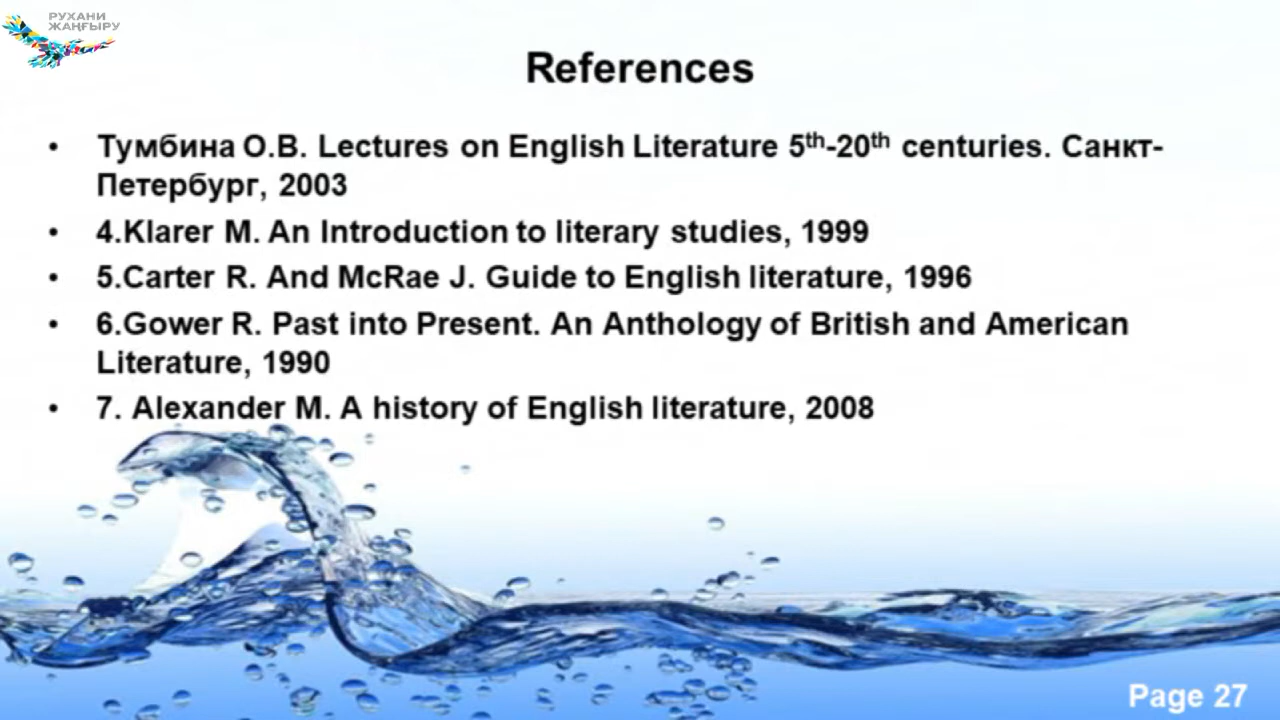 РУХАНИ
ЖАҢҒЫРУ
References
• Тумбина О.В. Lectures on English Literature 5th-20th centuries. Санкт-
Петербург, 2003
• 4.Klarer M. An Introduction to literary studies, 1999
• 5.Carter R. And McRae J. Guide to English literature, 1996
• 6.Gower R. Past into Present. An Anthology of British and American
Literature, 1990
• 7. Alexander M. A history of English literature, 2008
Page 27